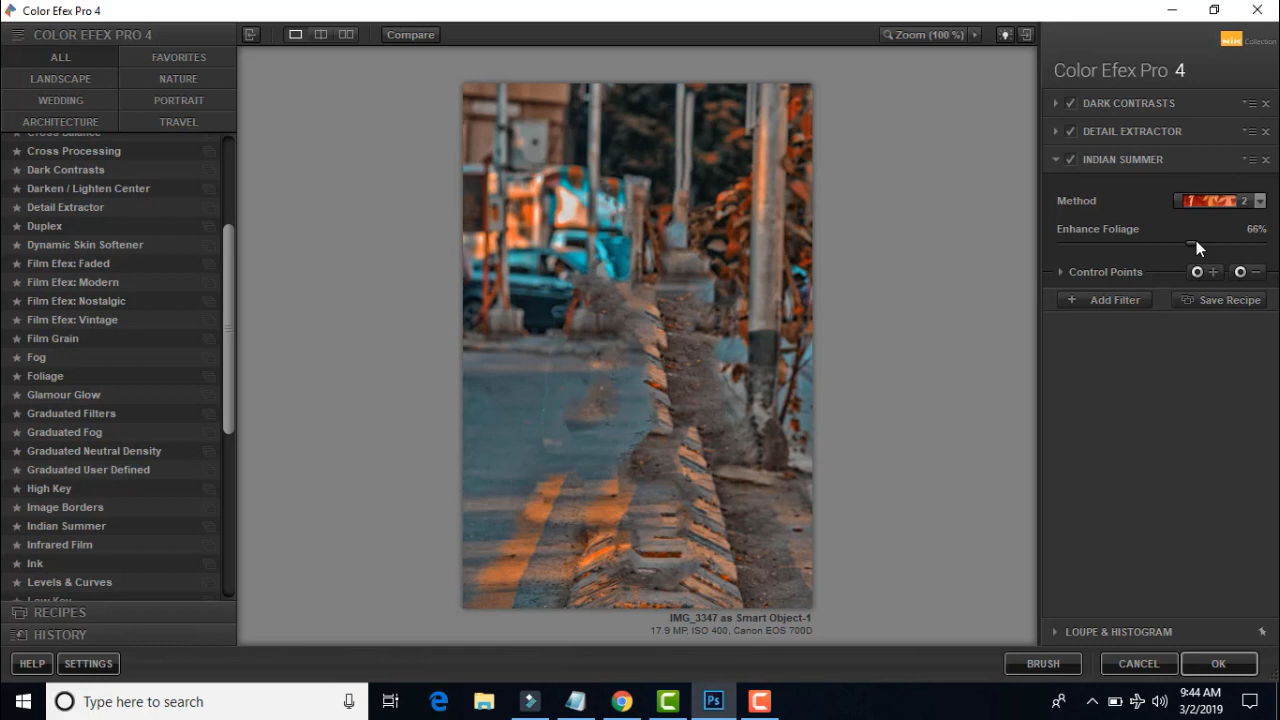 Color Efex Pro 4
COLOR EFEX PRO 4
ALL
FAVORITES
LANDSCAPE
NATURE
WEDDING
PORTRAIT
ARCHITECTURE
TRAVEL
Cross Balance
Cross Processing
Dark Contrasts
Darken / Lighten Center
Detail Extractor
Duplex
Dynamic Skin Softener
Film Efex: Faded
Film Efex: Modern
Film Efex: Nostalgic
Film Efex: Vintage
Film Grain
Fog
Foliage
Glamour Glow
Graduated Filters
Graduated Fog
Graduated Neutral Density
Graduated User Defined
High Key
Image Borders
Indian Summer
Infrared Film
Ink
Levels & Curves
Low Key
RECIPES
HISTORY
HELP
SETTINGS
Compare
Zoom (100 %)
IMG_3347 as Smart Object-1
17.9 MP, ISO 400, Canon EOS 700D
Nik Collection
Color Efex Pro 4
DARK CONTRASTS
DETAIL EXTRACTOR
INDIAN SUMMER
Method
2
Enhance Foliage
66%
Control Points
+ Add Filter
Save Recipe
LOUPE & HISTOGRAM
BRUSH
CANCEL
OK
Type here to search
Ps
9:44 AM
3/2/2019